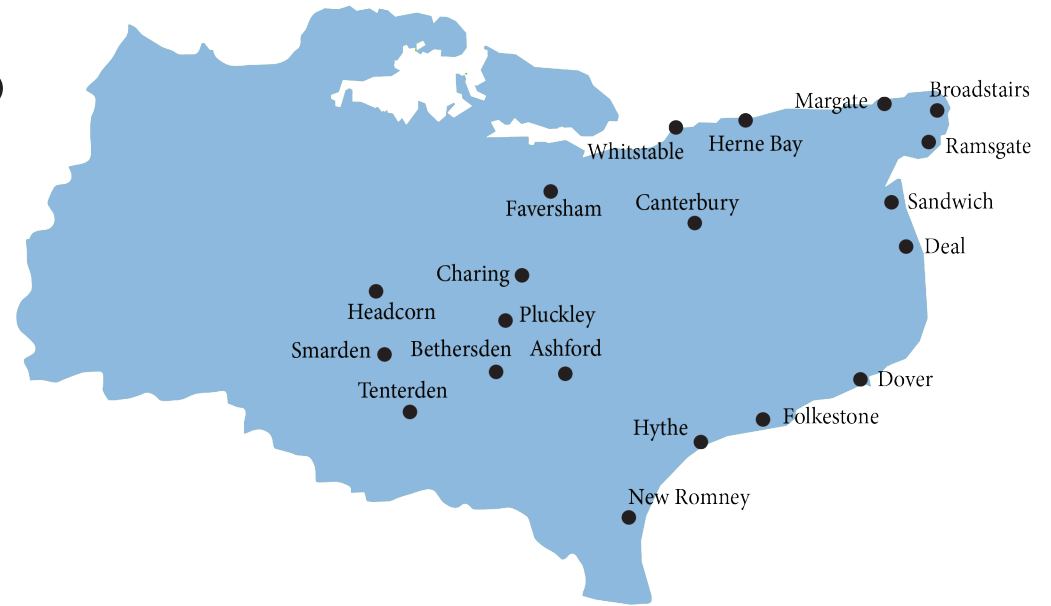 Broadstairs
Margate
Ramsgate
Whitstable
Herne Bay
Faversham
Canterbury
Sandwich
Deal
Charing
Headcorn
Pluckley
Smarden
Bethersden
Ashford
Tenterden
Dover
Folkestone
Hythe
New Romney